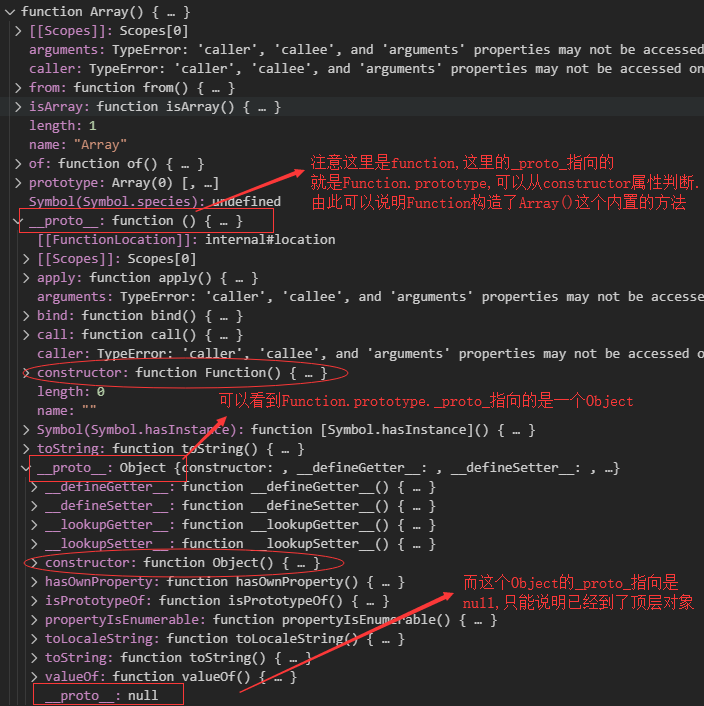 function Array() { … }
[[Scopes]]: Scopes[0]
arguments: TypeError: 'caller', 'callee', and 'arguments' properties may not be accessed
caller: TypeError: 'caller', 'callee', and 'arguments' properties may not be accessed on
from: function from() { … }
isArray: function isArray() { … }
length: 1
name: "Array"
of: function of() { … }
prototype: Array(0) [, …]
Symbol(Symbol.species): undefined
注意这里是function,这里的_proto_指向的
就是Function.prototype,可以从constructor属性判断.
由此可以说明Function构造了Array()这个内置的方法
__proto__: function () { … }
[[FunctionLocation]]: internal#location
[[Scopes]]: Scopes[0]
apply: function apply() { … }
arguments: TypeError: 'caller', 'callee', and 'arguments' properties may not be accesse
bind: function bind() { … }
call: function call() { … }
caller: TypeError: 'caller', 'callee', and 'arguments' properties may not be accessed o
constructor: function Function() { … }
length: 0
name: ""
可以看到Function.prototype._proto_指向的是一个Object
Symbol(Symbol.hasInstance): function [Symbol.hasInstance]() { … }
toString: function toString() { … }
__proto__: Object {constructor: , __defineGetter__: , __defineSetter__: , …}
__defineGetter__: function __defineGetter__() { … }
__defineSetter__: function __defineSetter__() { … }
__lookupGetter__: function __lookupGetter__() { … }
__lookupSetter__: function __lookupSetter__() { … }
constructor: function Object() { … }
hasOwnProperty: function hasOwnProperty() { … }
isPrototypeOf: function isPrototypeOf() { … }
propertyIsEnumerable: function propertyIsEnumerable() { … }
toLocaleString: function toLocaleString() { … }
toString: function toString() { … }
valueOf: function valueOf() { … }
__proto__: null
而这个Object的_proto_指向是
null,只能说明已经到了顶层对象